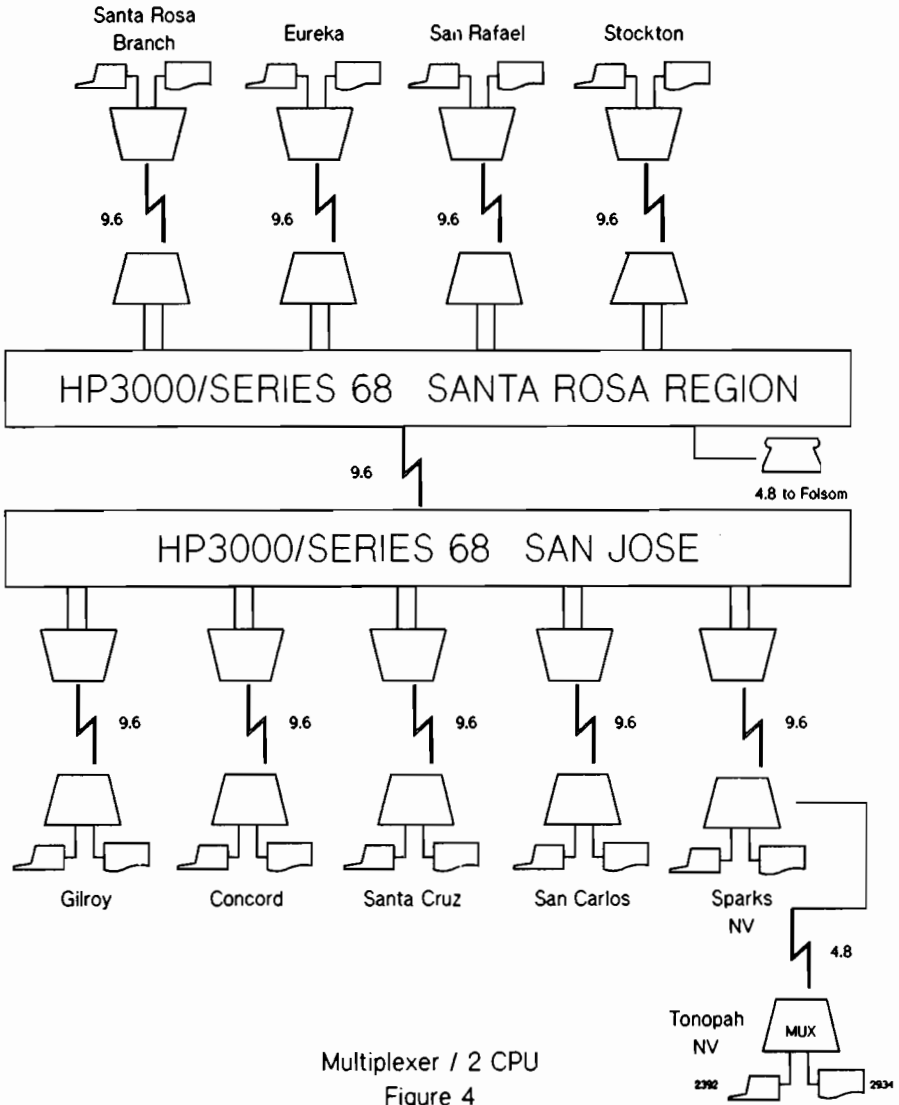 Santa Rosa
Branch
Eureka
San Rafael
Stockton
9.6
9.6
9.6
9.6
HP3000/SERIES 68 SANTA ROSA REGION
9.6
4.8 to Folsom
HP3000/SERIES 68 SAN JOSE
9.6
9.6
9.6
9.6
9.6
Gilroy
Concord
Santa Cruz
San Carlos
Sparks
NV
4.8
Tonopah
NV
MUX
2392
2934
Multiplexer / 2 CPU
Figure 4